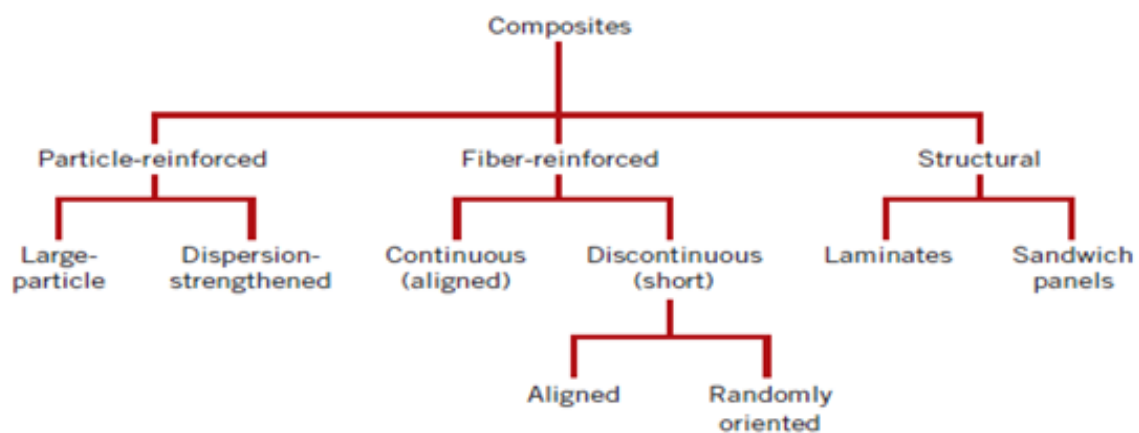 Composites
Particle-reinforced
Fiber-reinforced
Structural
Large-
particle
Dispersion-
strengthened
Continuous
(aligned)
Discontinuous
(short)
Laminates
Sandwich
panels
Aligned
Randomly
oriented